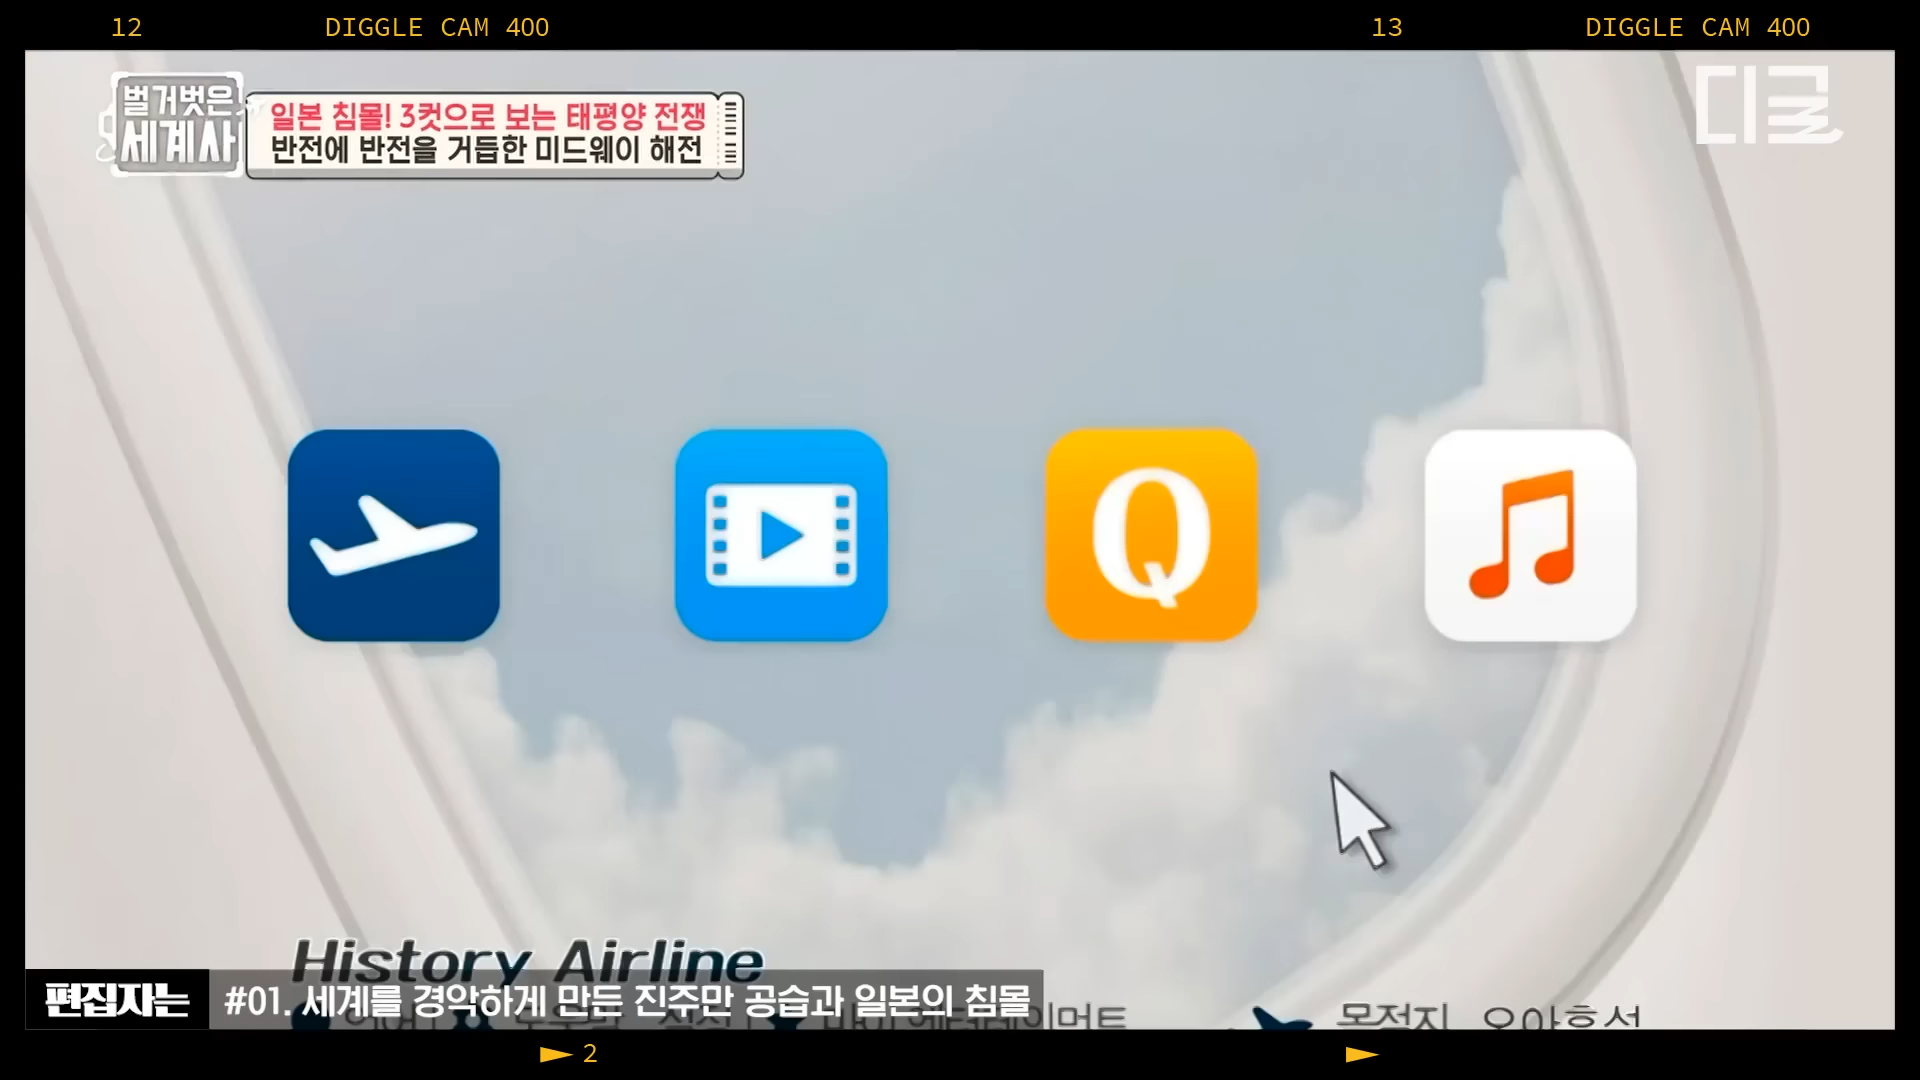 12 DIGGLE CAM 400 13 DIGGLE CAM 400
벌거벗은
세계사
일본 침몰! 3컷으로 보는 태평양 전쟁
반전에 반전을 거듭한 미드웨이 해전
디글
Q
History Airline
편집자는 #01. 세계를 경악하게 만든 진주만 공습과 일본의 침몰
목적지
2